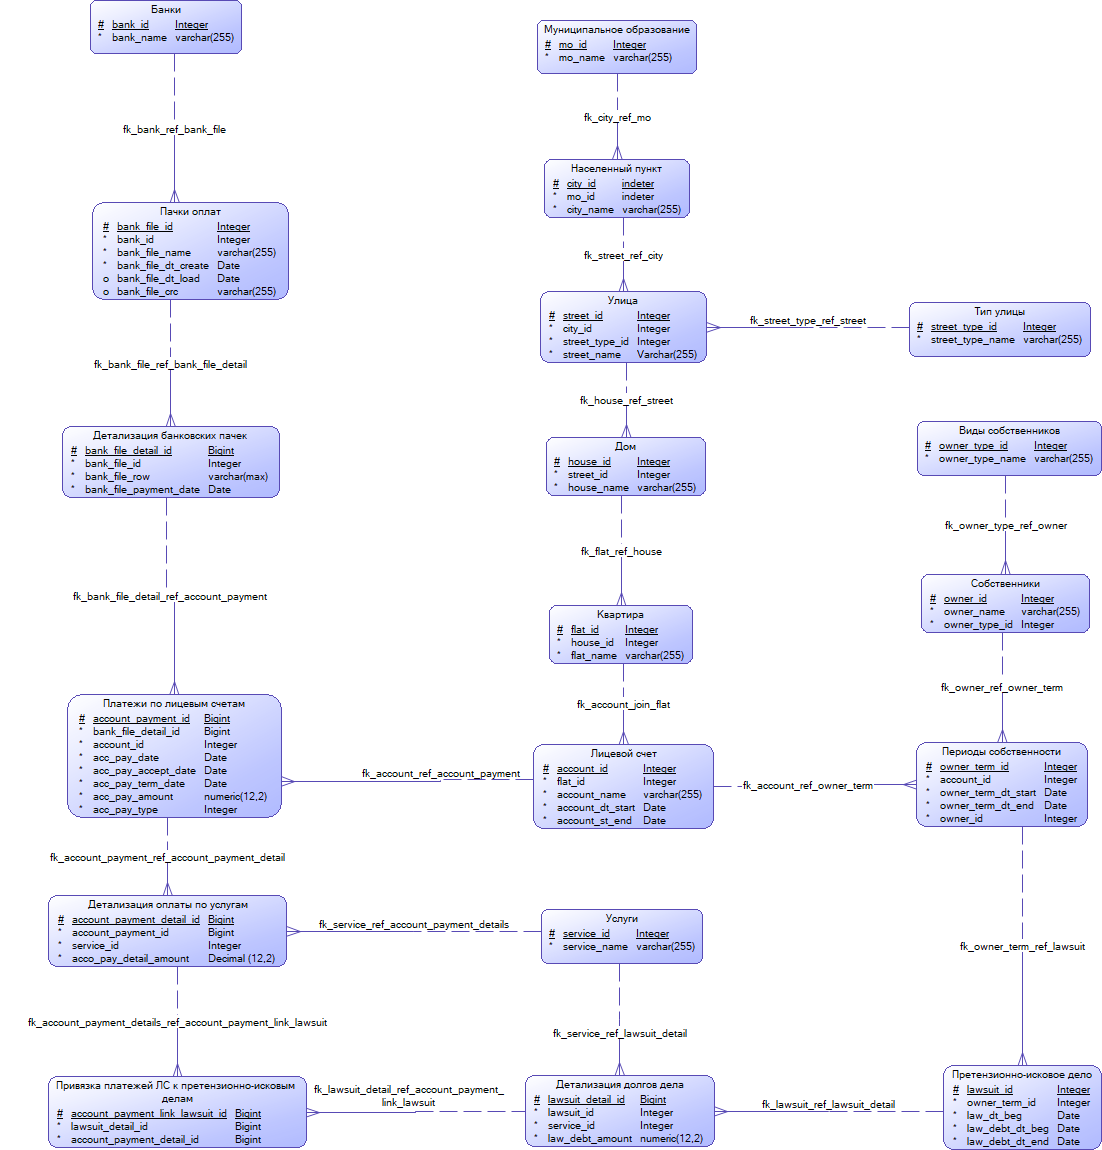 Банки
# bank_id Integer
* bank_name varchar(255)
fk_bank_ref_bank_file
Пачки оплат
# bank_file_id Integer
* bank_id Integer
* bank_file_name varchar(255)
* bank_file_dt_create Date
o bank_file_dt_load Date
o bank_file_crc varchar(255)
fk_bank_file_ref_bank_file_detail
Детализация банковских пачек
# bank_file_detail_id Bigint
* bank_file_id Integer
* bank_file_row varchar(max)
* bank_file_payment_date Date
fk_bank_file_detail_ref_account_payment
Платежи по лицевым счетам
# account_payment_id Bigint
* bank_file_detail_id Bigint
* account_id Integer
* acc_pay_date Date
* acc_pay_accept_date Date
* acc_pay_term_date Date
* acc_pay_amount numeric(12,2)
* acc_pay_type Integer
fk_account_payment_ref_account_payment_detail
Детализация оплаты по услугам
# account_payment_detail_id Bigint
* account_payment_id Bigint
* service_id Integer
* acco_pay_detail_amount Decimal (12,2)
fk_account_payment_details_ref_account_payment_link_lawsuit
Привязка платежей ЛС к претензионно-исковым
делам
# account_payment_link_lawsuit_id Bigint
* lawsuit_detail_id Bigint
* account_payment_detail_id Bigint
Муниципальное образование
# mo_id Integer
* mo_name varchar(255)
fk_city_ref_mo
Населенный пункт
# city_id indeter
* mo_id indeter
* city_name varchar(255)
fk_street_ref_city
Улица
# street_id Integer
* city_id Integer
* street_type_id Integer
* street_name Varchar(255)
fk_street_type_ref_street
Тип улицы
# street_type_id Integer
* street_type_name varchar(255)
fk_house_ref_street
Дом
# house_id Integer
* street_id Integer
* house_name varchar(255)
fk_flat_ref_house
Квартира
# flat_id Integer
* house_id Integer
* flat_name varchar(255)
fk_account_join_flat
Лицевой счет
# account_id Integer
* flat_id Integer
* account_name varchar(255)
* account_dt_start Date
* account_st_end Date
fk_account_ref_account_payment
fk_account_ref_owner_term
fk_service_ref_account_payment_details
Услуги
# service_id Integer
* service_name varchar(255)
fk_service_ref_lawsuit_detail
fk_lawsuit_detail_ref_account_payment_
link_lawsuit
Детализация долгов дела
# lawsuit_detail_id Bigint
* lawsuit_id Integer
* service_id Integer
* law_debt_amount numeric(12,2)
fk_lawsuit_ref_lawsuit_detail
Виды собственников
# owner_type_id Integer
* owner_type_name varchar(255)
fk_owner_type_ref_owner
Собственники
# owner_id Integer
* owner_name varchar(255)
* owner_type_id Integer
fk_owner_ref_owner_term
Периоды собственности
# owner_term_id Integer
* account_id Integer
* owner_term_dt_start Date
* owner_term_dt_end Date
* owner_id Integer
fk_owner_term_ref_lawsuit
Претензионно-исковое дело
# lawsuit_id Integer
* owner_term_id Integer
* law_dt_beg Date
* law_debt_dt_beg Date
* law_debt_dt_end Date